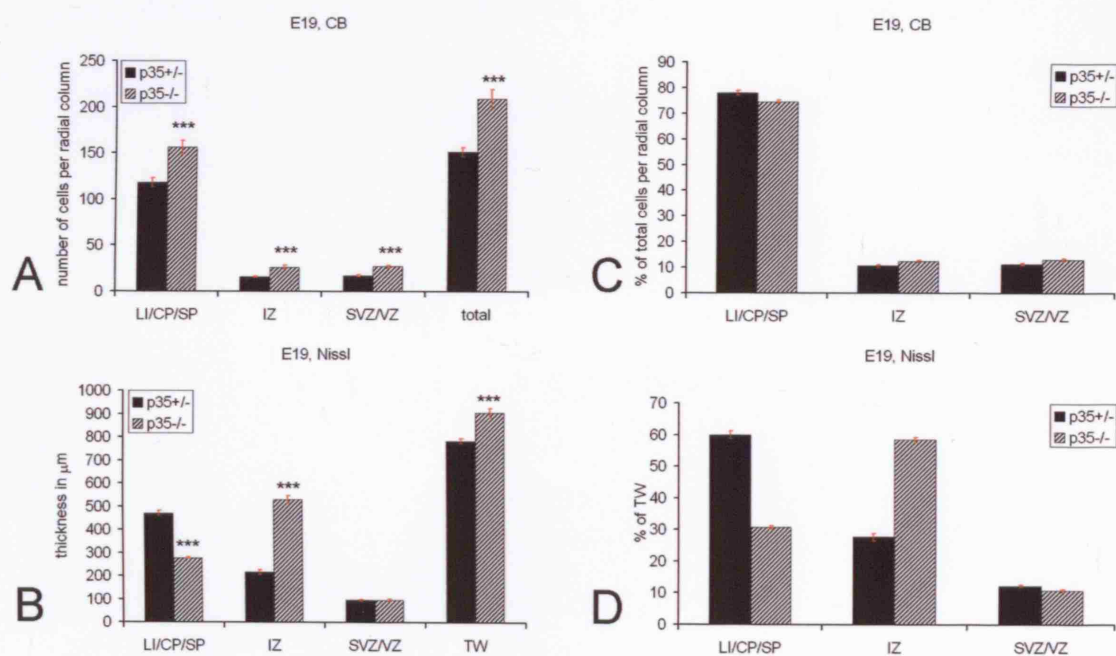 E19, CB
250
200
150
100
50
0
number of cells per radial column
p35+/-
p35-/-
***
***
***
***
LI/CP/SP
IZ
SVZ/VZ
total
A
E19, CB
90
80
70
60
50
40
30
20
10
0
% of total cells per radial column
p35+/-
p35-/-
LI/CP/SP
IZ
SVZ/VZ
C
E19, Nissl
1000
900
800
700
600
500
400
300
200
100
0
thickness in μm
p35+/-
p35-/-
***
***
***
LI/CP/SP
IZ
SVZ/VZ
TW
B
E19, Nissl
70
60
50
40
30
20
10
0
% of TW
p35+/-
p35-/-
LI/CP/SP
IZ
SVZ/VZ
D